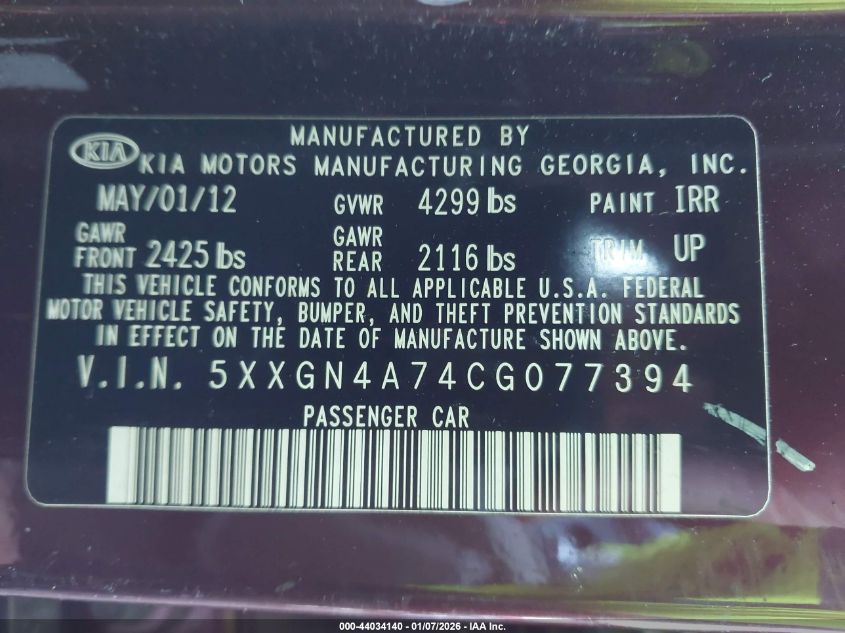 KIA
MANUFACTURED BY
KIA MOTORS MANUFACTURING GEORGIA, INC.
MAY/01/12 GVWR 4299 lbs PAINT IRR
GAWR FRONT 2425 lbs GAWR REAR 2116 lbs TRIM UP
THIS VEHICLE CONFORMS TO ALL APPLICABLE U.S.A. FEDERAL
MOTOR VEHICLE SAFETY, BUMPER, AND THEFT PREVENTION STANDARDS
IN EFFECT ON THE DATE OF MANUFACTURE SHOWN ABOVE.
V.I.N. 5XXGN4A74CG077394
PASSENGER CAR
000-44034140 - 01/07/2026 - IAA Inc.